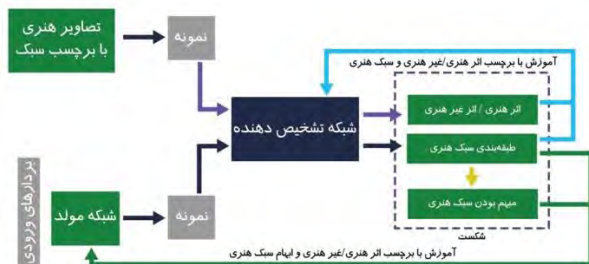 تصاویر هنری
با برچسب سبک
نمونه
آموزش با برچسب اثر هنری/غیر هنری و سبک هنری
شبکه تشخیص دهنده
اثر هنری / اثر غیر هنری
طبقه‌بندی سبک هنری
مبهم بودن سبک هنری
شکست
بردارهای ورودی
شبکه مولد
نمونه
آموزش با برچسب اثر هنری/غیر هنری و ابهام سبک هنری